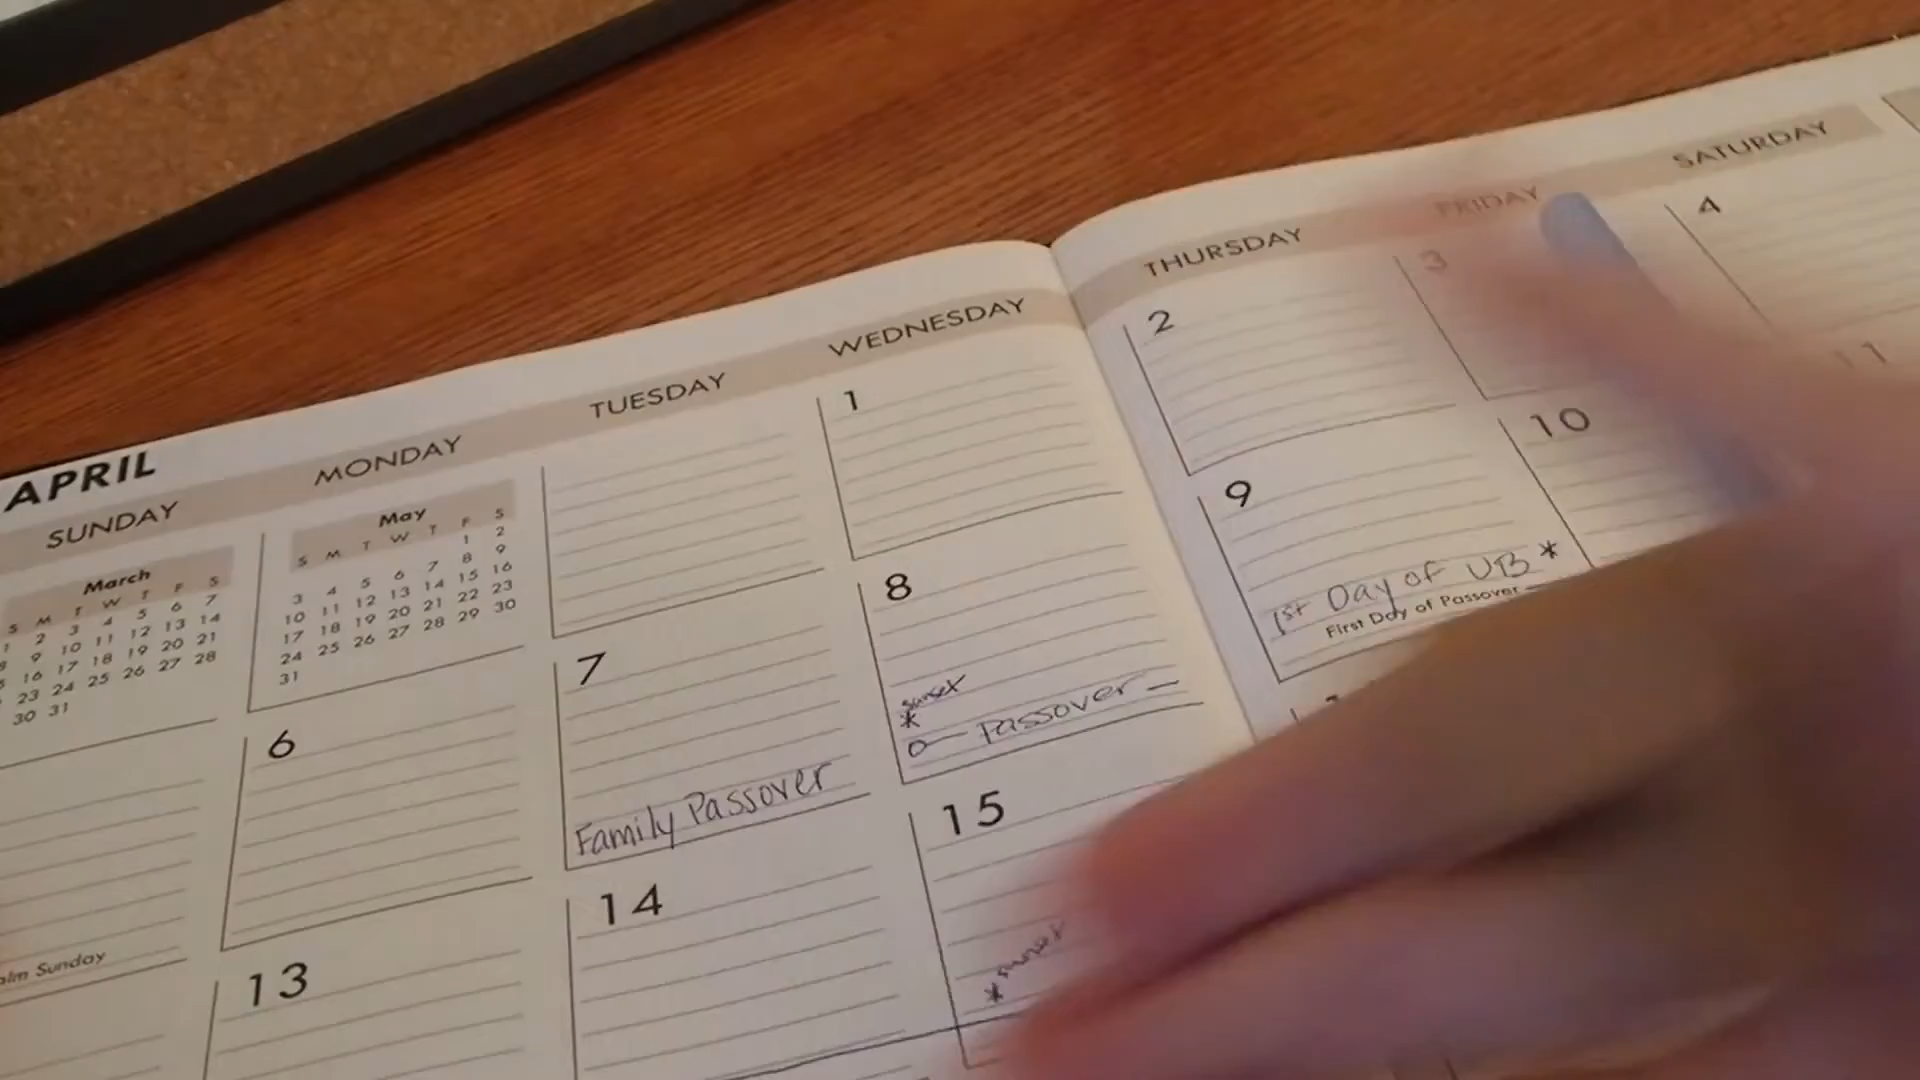 APRIL
SUNDAY MONDAY TUESDAY WEDNESDAY THURSDAY FRIDAY SATURDAY
March
S M T W T F S
1 2 3 4 5 6 7
8 9 10 11 12 13 14
16 17 18 19 20 21
23 24 25 26 27 28
30 31
May
S M T W T F S
1 2
3 4 5 6 7 8 9
10 11 12 13 14 15 16
17 18 19 20 21 22 23
24 25 26 27 28 29 30
31
1
2
3
4
6
7
Family Passover
8
*sunset
o— Passover —
9
1st Day of UB *
First Day of Passover
10
11
Sunday
13
14
15
*sunset